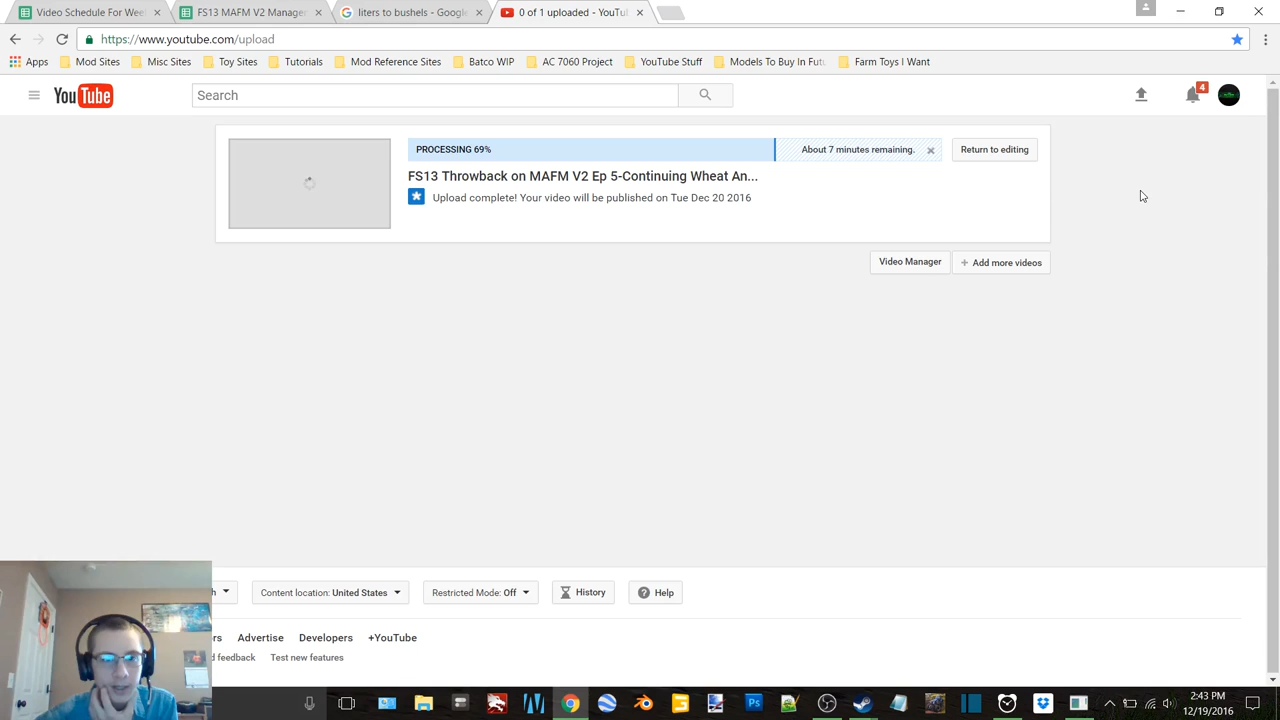 Video Schedule For Wee
FS13 MAFM V2 Manager
liters to bushels - Google
0 of 1 uploaded - YouTu
https://www.youtube.com/upload
Apps
Mod Sites
Misc Sites
Toy Sites
Tutorials
Mod Reference Sites
Batco WIP
AC 7060 Project
YouTube Stuff
Models To Buy In Futu
Farm Toys I Want
YouTube
Search
4
PROCESSING 69%
About 7 minutes remaining.
Return to editing
FS13 Throwback on MAFM V2 Ep 5-Continuing Wheat An...
Upload complete! Your video will be published on Tue Dec 20 2016
Video Manager
+ Add more videos
h
Content location: United States
Restricted Mode: Off
History
Help
ers
Advertise
Developers
+YouTube
d feedback
Test new features
2:43 PM
12/19/2016